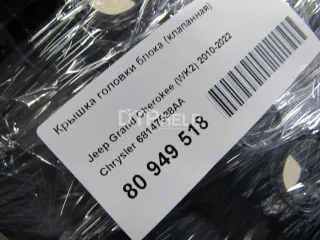 Крышка головки блока (клапанная)
Jeep Grand Cherokee (WK2) 2010-2022
Chrysler 68147538AA
80 949 518